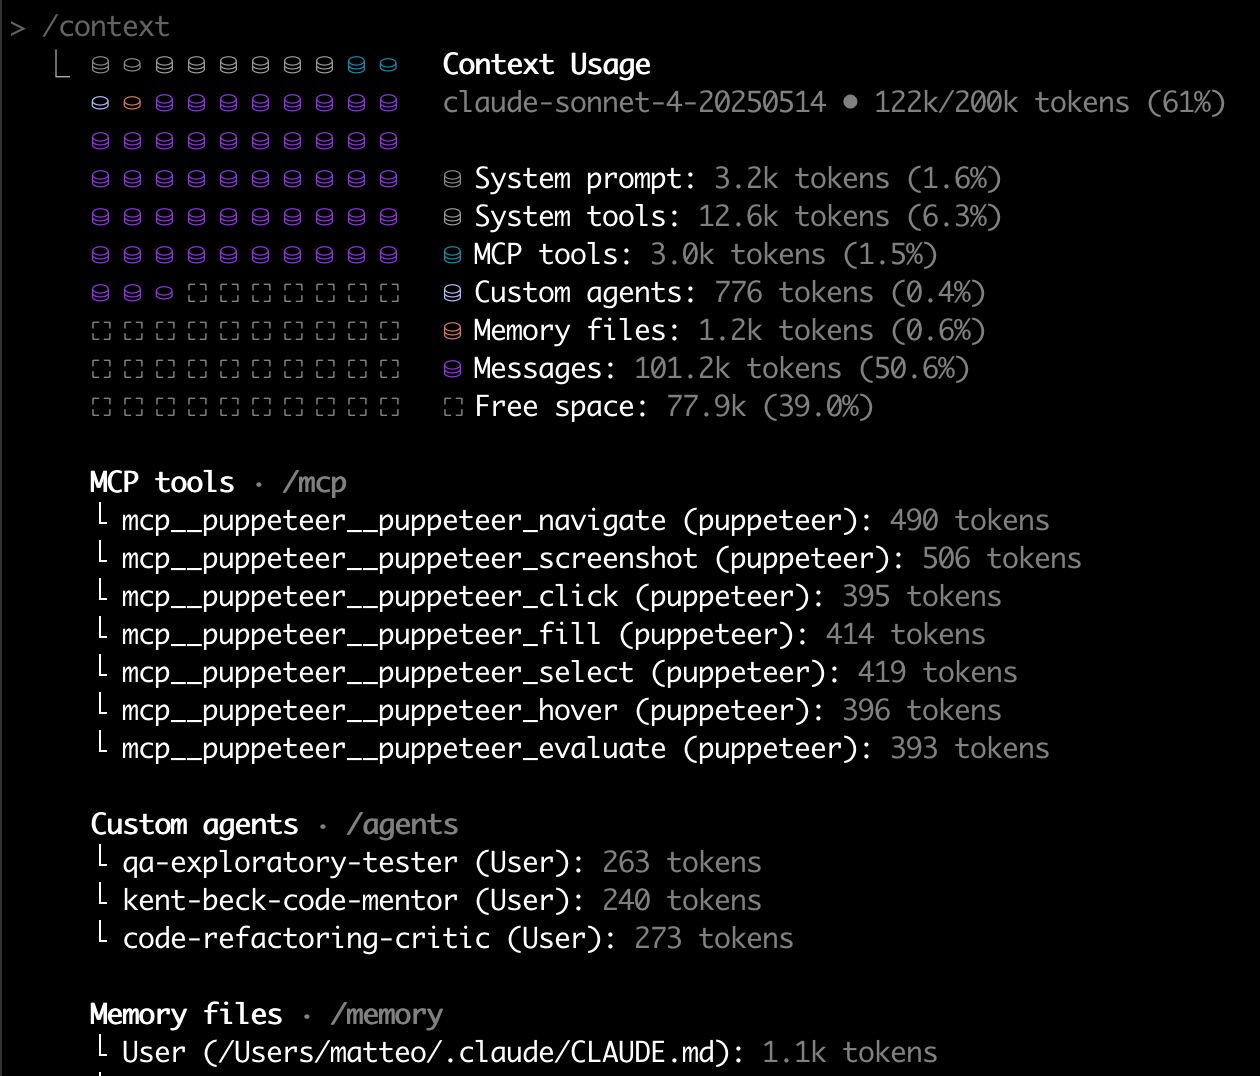 > /context
Context Usage
claude-sonnet-4-20250514 ● 122k/200k tokens (61%)
System prompt: 3.2k tokens (1.6%)
System tools: 12.6k tokens (6.3%)
MCP tools: 3.0k tokens (1.5%)
Custom agents: 776 tokens (0.4%)
Memory files: 1.2k tokens (0.6%)
Messages: 101.2k tokens (50.6%)
Free space: 77.9k (39.0%)
MCP tools · /mcp
└ mcp__puppeteer__puppeteer_navigate (puppeteer): 490 tokens
└ mcp__puppeteer__puppeteer_screenshot (puppeteer): 506 tokens
└ mcp__puppeteer__puppeteer_click (puppeteer): 395 tokens
└ mcp__puppeteer__puppeteer_fill (puppeteer): 414 tokens
└ mcp__puppeteer__puppeteer_select (puppeteer): 419 tokens
└ mcp__puppeteer__puppeteer_hover (puppeteer): 396 tokens
└ mcp__puppeteer__puppeteer_evaluate (puppeteer): 393 tokens
Custom agents · /agents
└ qa-exploratory-tester (User): 263 tokens
└ kent-beck-code-mentor (User): 240 tokens
└ code-refactoring-critic (User): 273 tokens
Memory files · /memory
└ User (/Users/matteo/.claude/CLAUDE.md): 1.1k tokens